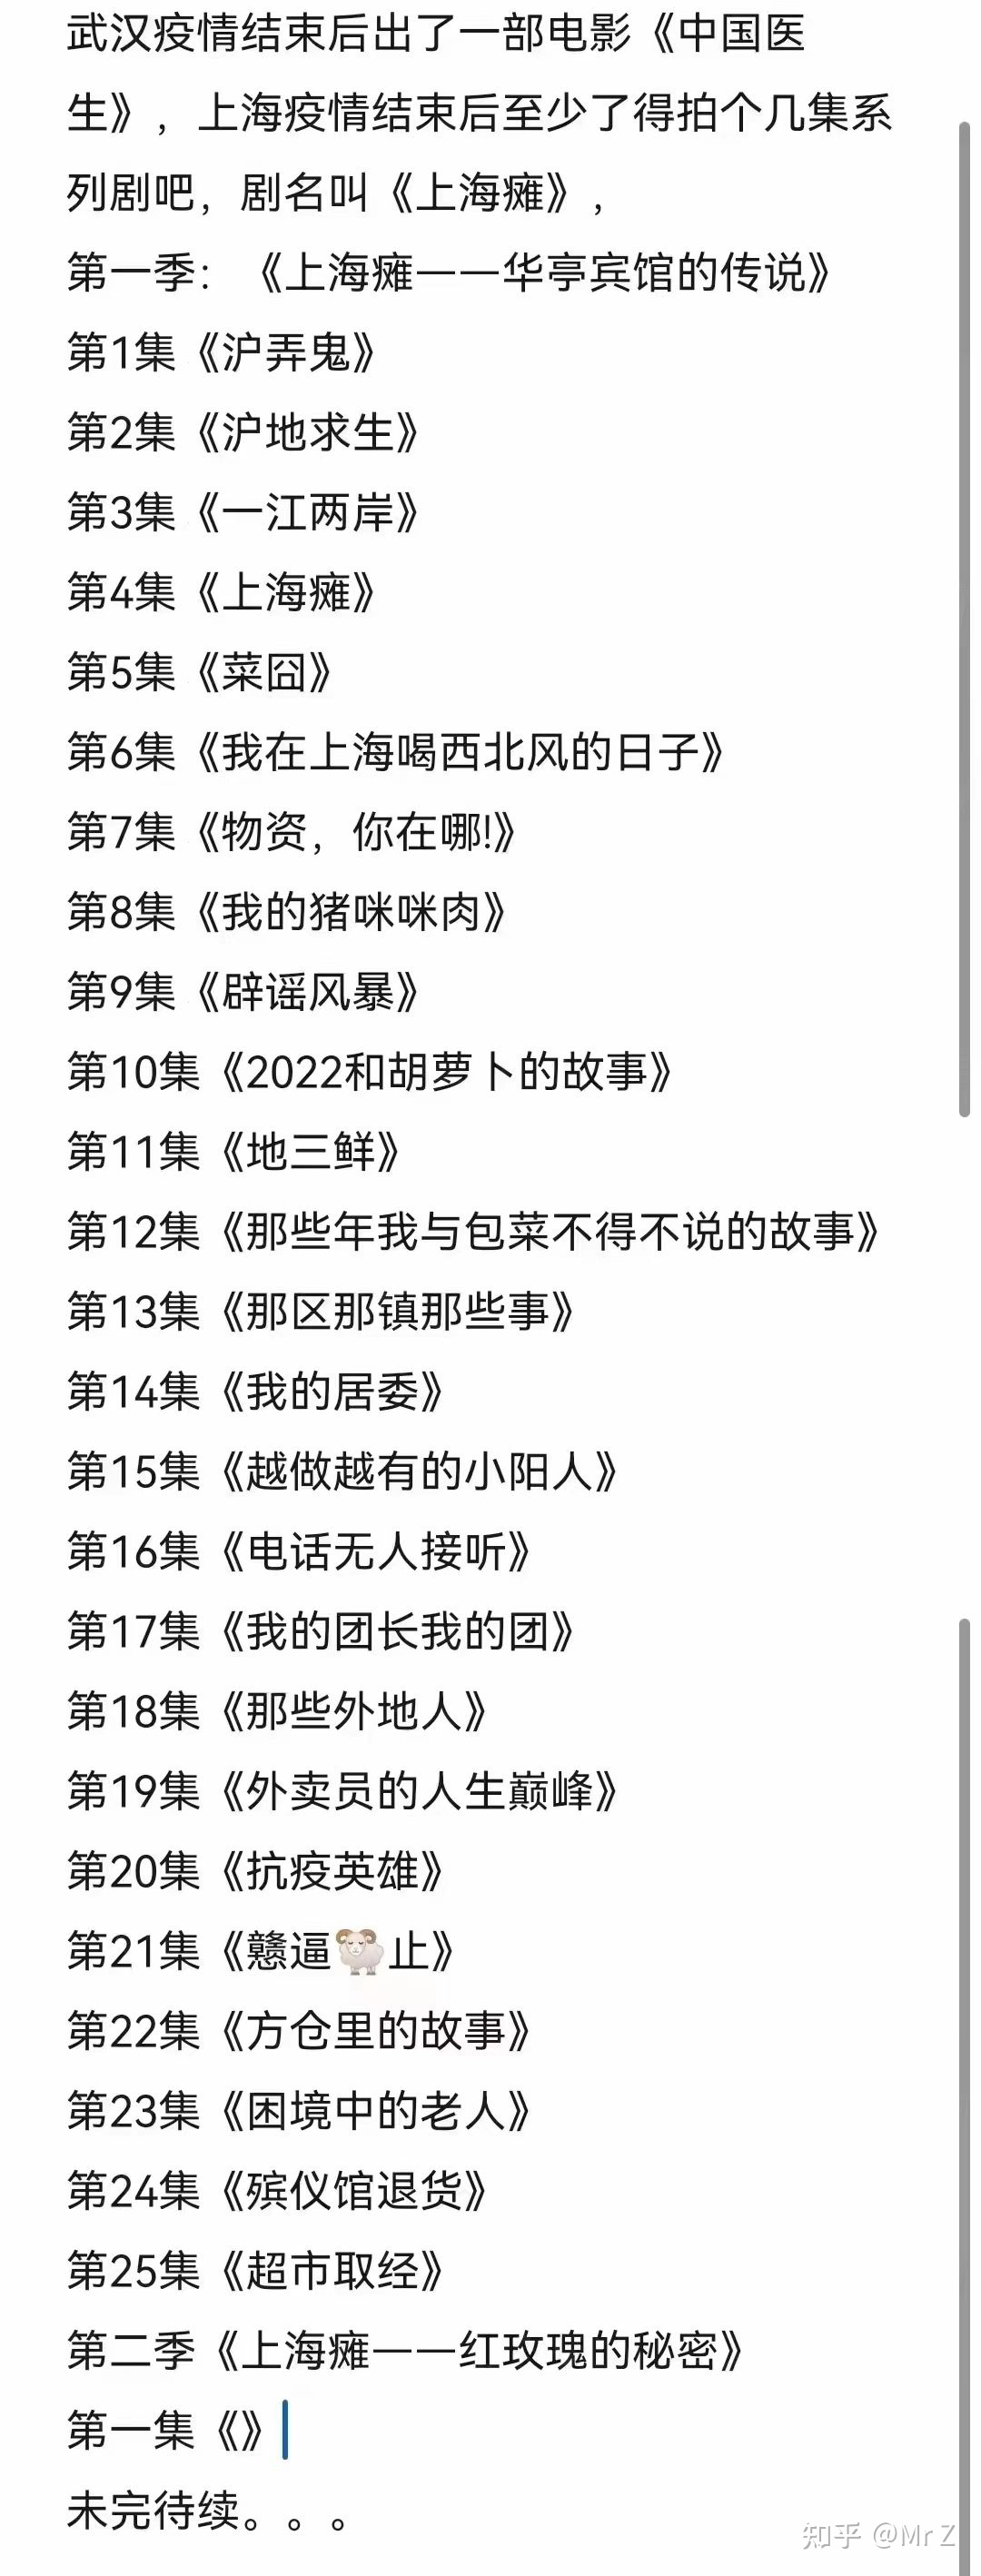 武汉疫情结束后出了一部电影《中国医
生》，上海疫情结束后至少了得拍个几集系
列剧吧，剧名叫《上海瘫》，
第一季：《上海瘫一一华亭宾馆的传说》
第1集《沪弄鬼》
第2集《沪地求生》
第3集《一江两岸》
第4集《上海瘫》
第5集《菜囧》
第6集《我在上海喝西北风的日子》
第7集《物资，你在哪!》
第8集《我的猪咪咪肉》
第9集《辟谣风暴》
第10集《2022和胡萝卜的故事》
第11集《地三鲜》
第12集《那些年我与包菜不得不说的故事》
第13集《那区那镇那些事》
第14集《我的居委》
第15集《越做越有的小阳人》
第16集《电话无人接听》
第17集《我的团长我的团》
第18集《那些外地人》
第19集《外卖员的人生巅峰》
第20集《抗疫英雄》
第21集《戆逼🐏止》
第22集《方仓里的故事》
第23集《困境中的老人》
第24集《殡仪馆退货》
第25集《超市取经》
第二季《上海瘫一一红玫瑰的秘密》
第一集《》
未完待续。。。
知乎 @Mr Z